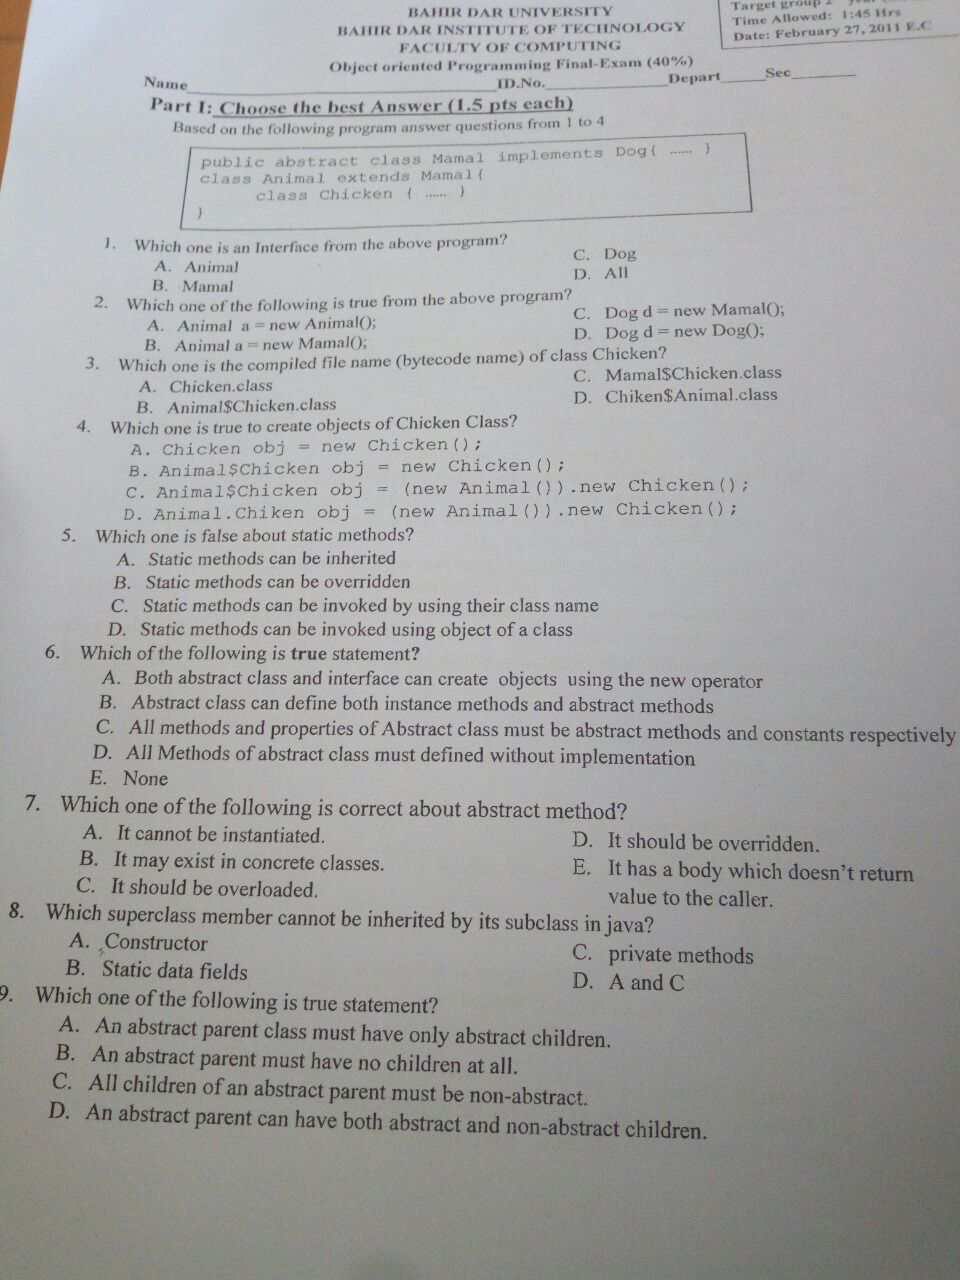 BAHIR DAR UNIVERSITY
BAHIR DAR INSTITUTE OF TECHNOLOGY
FACULTY OF COMPUTING
Object oriented Programming Final-Exam (40%)
Target group 2
Time Allowed: 1:45 Hrs
Date: February 27, 2011 E.C
Name____ ID.No.____ Depart____ Sec____
Part I: Choose the best Answer (1.5 pts each)
Based on the following program answer questions from 1 to 4
public abstract class Mamal implements Dog{ ...... }
class Animal extends Mamal{
class Chicken { ...... }
}
1. Which one is an Interface from the above program?
A. Animal
B. Mamal
C. Dog
D. All
2. Which one of the following is true from the above program?
A. Animal a = new Animal();
B. Animal a = new Mamal();
C. Dog d = new Mamal();
D. Dog d = new Dog();
3. Which one is the compiled file name (bytecode name) of class Chicken?
A. Chicken.class
B. Animal$Chicken.class
C. Mamal$Chicken.class
D. Chiken$Animal.class
4. Which one is true to create objects of Chicken Class?
A. Chicken obj = new Chicken();
B. Animal$Chicken obj = new Chicken();
C. Animal$Chicken obj = (new Animal()).new Chicken();
D. Animal.Chiken obj = (new Animal()).new Chicken();
5. Which one is false about static methods?
A. Static methods can be inherited
B. Static methods can be overridden
C. Static methods can be invoked by using their class name
D. Static methods can be invoked using object of a class
6. Which of the following is true statement?
A. Both abstract class and interface can create objects using the new operator
B. Abstract class can define both instance methods and abstract methods
C. All methods and properties of Abstract class must be abstract methods and constants respectively
D. All Methods of abstract class must defined without implementation
E. None
7. Which one of the following is correct about abstract method?
A. It cannot be instantiated.
B. It may exist in concrete classes.
C. It should be overloaded.
D. It should be overridden.
E. It has a body which doesn't return
value to the caller.
8. Which superclass member cannot be inherited by its subclass in java?
A. Constructor
B. Static data fields
C. private methods
D. A and C
9. Which one of the following is true statement?
A. An abstract parent class must have only abstract children.
B. An abstract parent must have no children at all.
C. All children of an abstract parent must be non-abstract.
D. An abstract parent can have both abstract and non-abstract children.